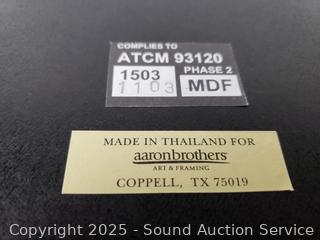 COMPLIES TO
ATCM 93120
1503 PHASE 2
1103 MDF
MADE IN THAILAND FOR
aaronbrothers
ART & FRAMING
COPPELL, TX 75019
Copyright 2025 - Sound Auction Service